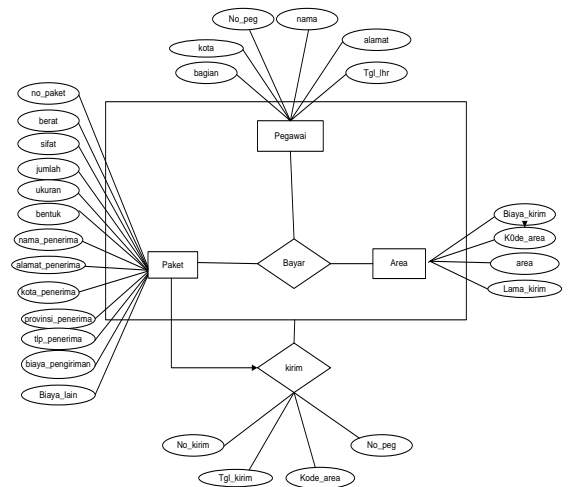 No_peg
nama
kota
alamat
bagian
Tgl_lhr
no_paket
berat
sifat
jumlah
ukuran
bentuk
nama_penerima
alamat_penerima
kota_penerima
provinsi_penerima
tlp_penerima
biaya_pengiriman
Biaya_lain
Pegawai
Paket
Bayar
Area
Biaya_kirim
K0de_area
area
Lama_kirim
kirim
No_kirim
Tgl_kirim
Kode_area
No_peg